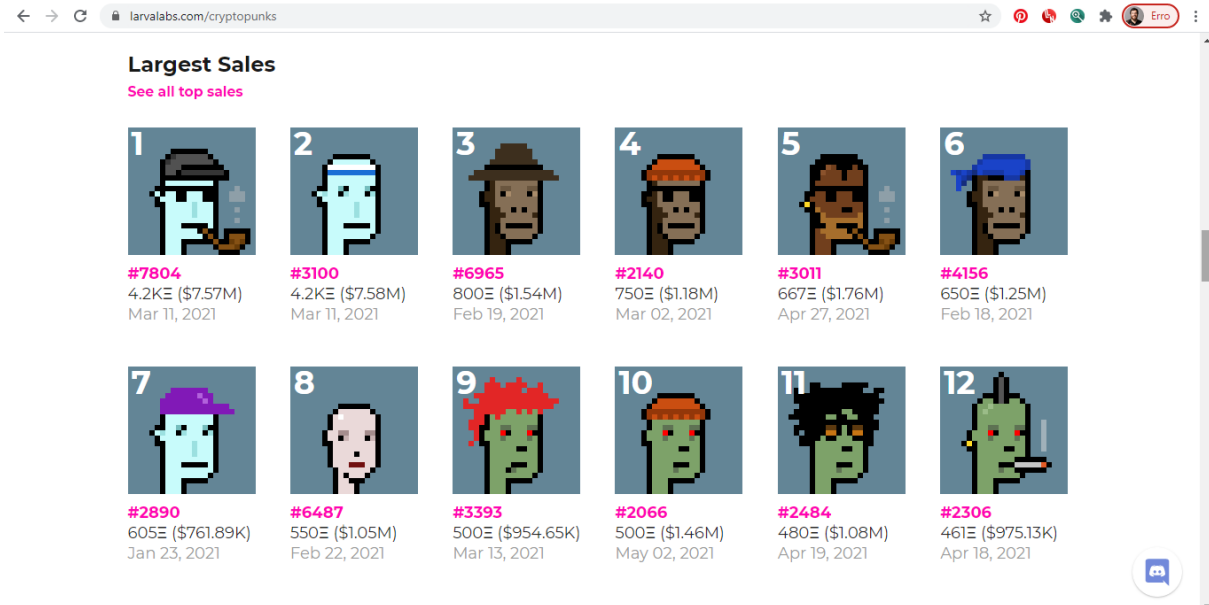 larvalabs.com/cryptopunks
Erro
Largest Sales
See all top sales
1 2 3 4 5 6
#7804 #3100 #6965 #2140 #3011 #4156
4.2KΞ ($7.57M) 4.2KΞ ($7.58M) 800Ξ ($1.54M) 750Ξ ($1.18M) 667Ξ ($1.76M) 650Ξ ($1.25M)
Mar 11, 2021 Mar 11, 2021 Feb 19, 2021 Mar 02, 2021 Apr 27, 2021 Feb 18, 2021
7 8 9 10 11 12
#2890 #6487 #3393 #2066 #2484 #2306
605Ξ ($761.89K) 550Ξ ($1.05M) 500Ξ ($954.65K) 500Ξ ($1.46M) 480Ξ ($1.08M) 461Ξ ($975.13K)
Jan 23, 2021 Feb 22, 2021 Mar 13, 2021 May 02, 2021 Apr 19, 2021 Apr 18, 2021